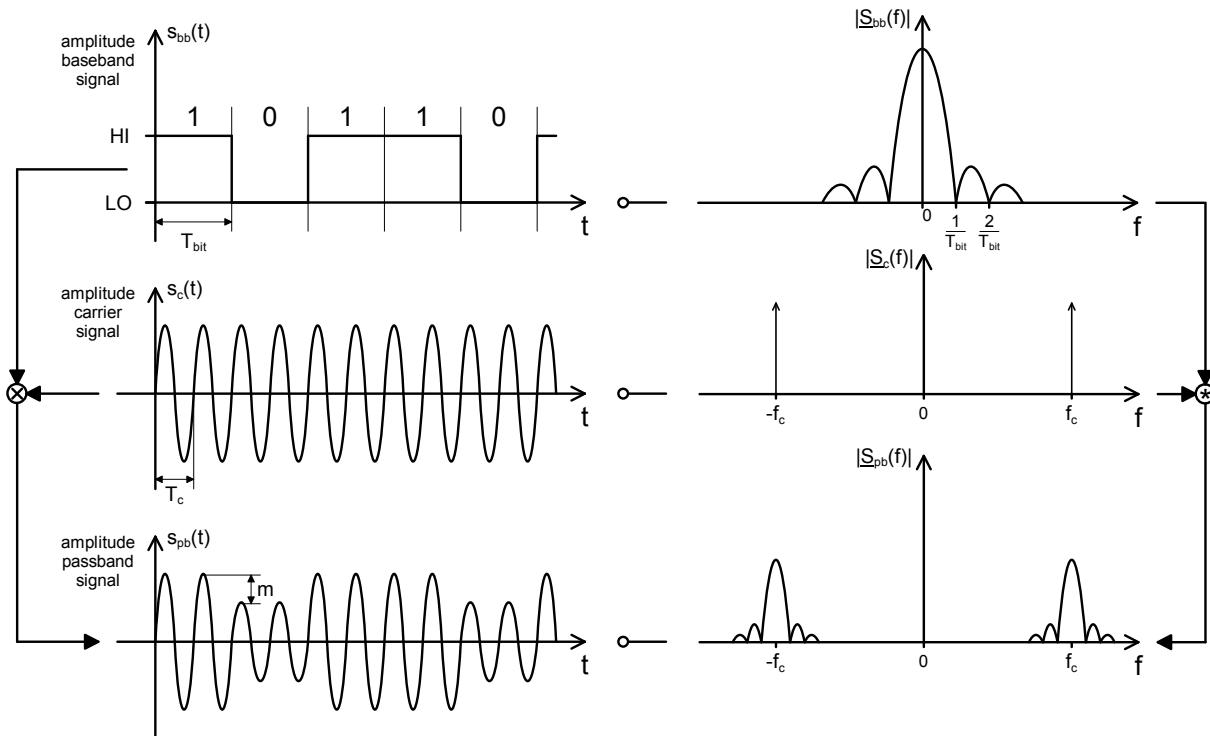 amplitude
baseband
signal
s_bb(t)
1 0 1 1 0
HI
LO
T_bit
t
|S_bb(f)|
0
1/T_bit
2/T_bit
f
amplitude
carrier
signal
s_c(t)
T_c
t
|S_c(f)|
-f_c
0
f_c
f
amplitude
passband
signal
s_pb(t)
m
t
|S_pb(f)|
-f_c
0
f_c
f